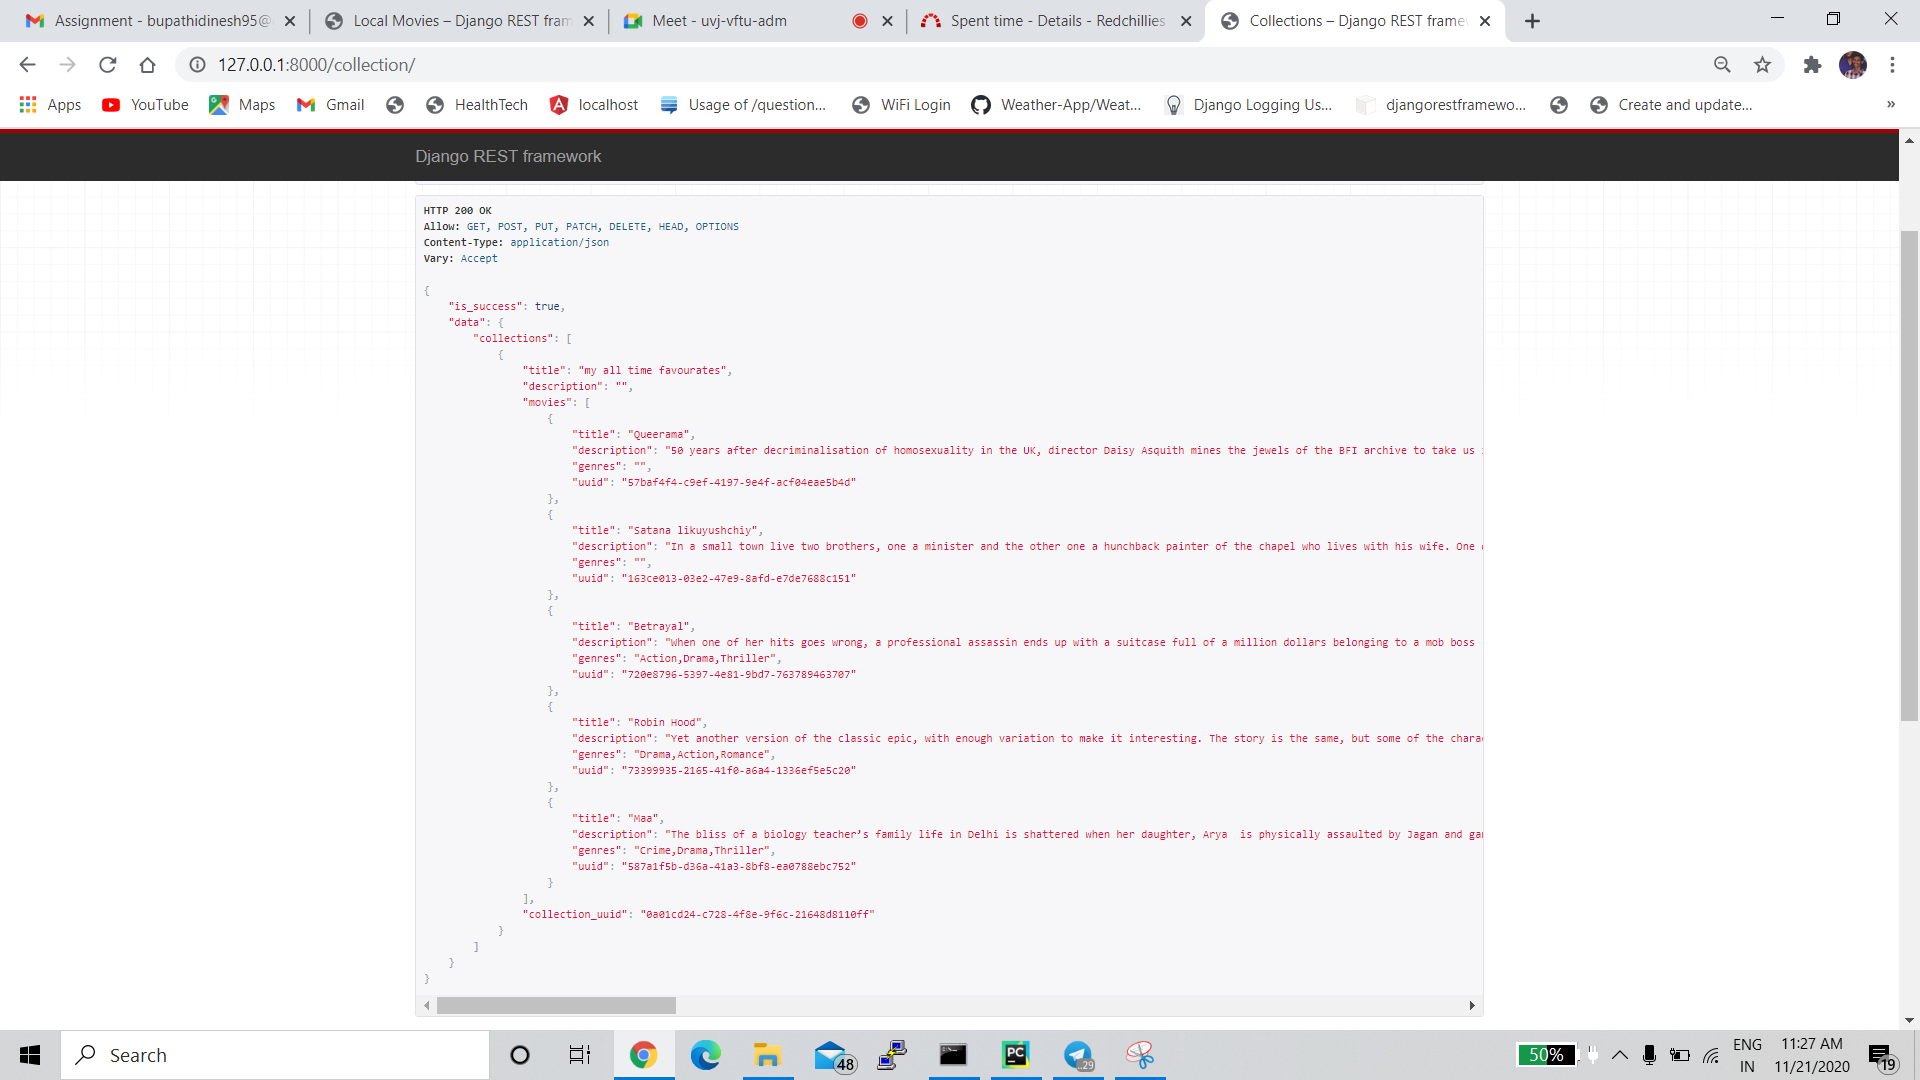 Assignment - bupathidinesh95@
Local Movies – Django REST fram
Meet - uvj-vftu-adm
Spent time - Details - Redchillies
Collections – Django REST framew
127.0.0.1:8000/collection/
Apps
YouTube
Maps
Gmail
HealthTech
localhost
Usage of /question...
WiFi Login
Weather-App/Weat...
Django Logging Us...
djangorestframewo...
Create and update...
»
Django REST framework
HTTP 200 OK
Allow: GET, POST, PUT, PATCH, DELETE, HEAD, OPTIONS
Content-Type: application/json
Vary: Accept
{
"is_success": true,
"data": {
"collections": [
{
"title": "my all time favourates",
"description": "",
"movies": [
{
"title": "Queerama",
"description": "50 years after decriminalisation of homosexuality in the UK, director Daisy Asquith mines the jewels of the BFI archive to take us
"genres": "",
"uuid": "57baf4f4-c9ef-4197-9e4f-acf04eae5b4d"
},
{
"title": "Satana likuyushchiy",
"description": "In a small town live two brothers, one a minister and the other one a hunchback painter of the chapel who lives with his wife. One
"genres": "",
"uuid": "163ce013-03e2-47e9-8afd-e7de7688c151"
},
{
"title": "Betrayal",
"description": "When one of her hits goes wrong, a professional assassin ends up with a suitcase full of a million dollars belonging to a mob boss
"genres": "Action,Drama,Thriller",
"uuid": "720e8796-5397-4e81-9bd7-763789463707"
},
{
"title": "Robin Hood",
"description": "Yet another version of the classic epic, with enough variation to make it interesting. The story is the same, but some of the chara
"genres": "Drama,Action,Romance",
"uuid": "73399935-2165-41f0-a6a4-1336ef5e5c20"
},
{
"title": "Maa",
"description": "The bliss of a biology teacher’s family life in Delhi is shattered when her daughter, Arya  is physically assaulted by Jagan and ga
"genres": "Crime,Drama,Thriller",
"uuid": "587a1f5b-d36a-41a3-8bf8-ea0788ebc752"
}
],
"collection_uuid": "0a01cd24-c728-4f8e-9f6c-21648d8110ff"
}
]
}
}
Search
48
PC
29
50%
ENG
IN
11:27 AM
11/21/2020
19